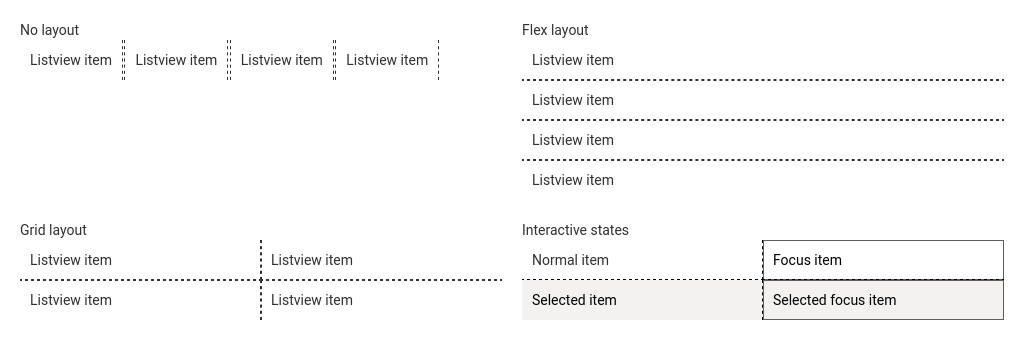 No layout
Listview item Listview item Listview item Listview item
Flex layout
Listview item
Listview item
Listview item
Listview item
Grid layout
Listview item Listview item
Listview item Listview item
Interactive states
Normal item Focus item
Selected item Selected focus item